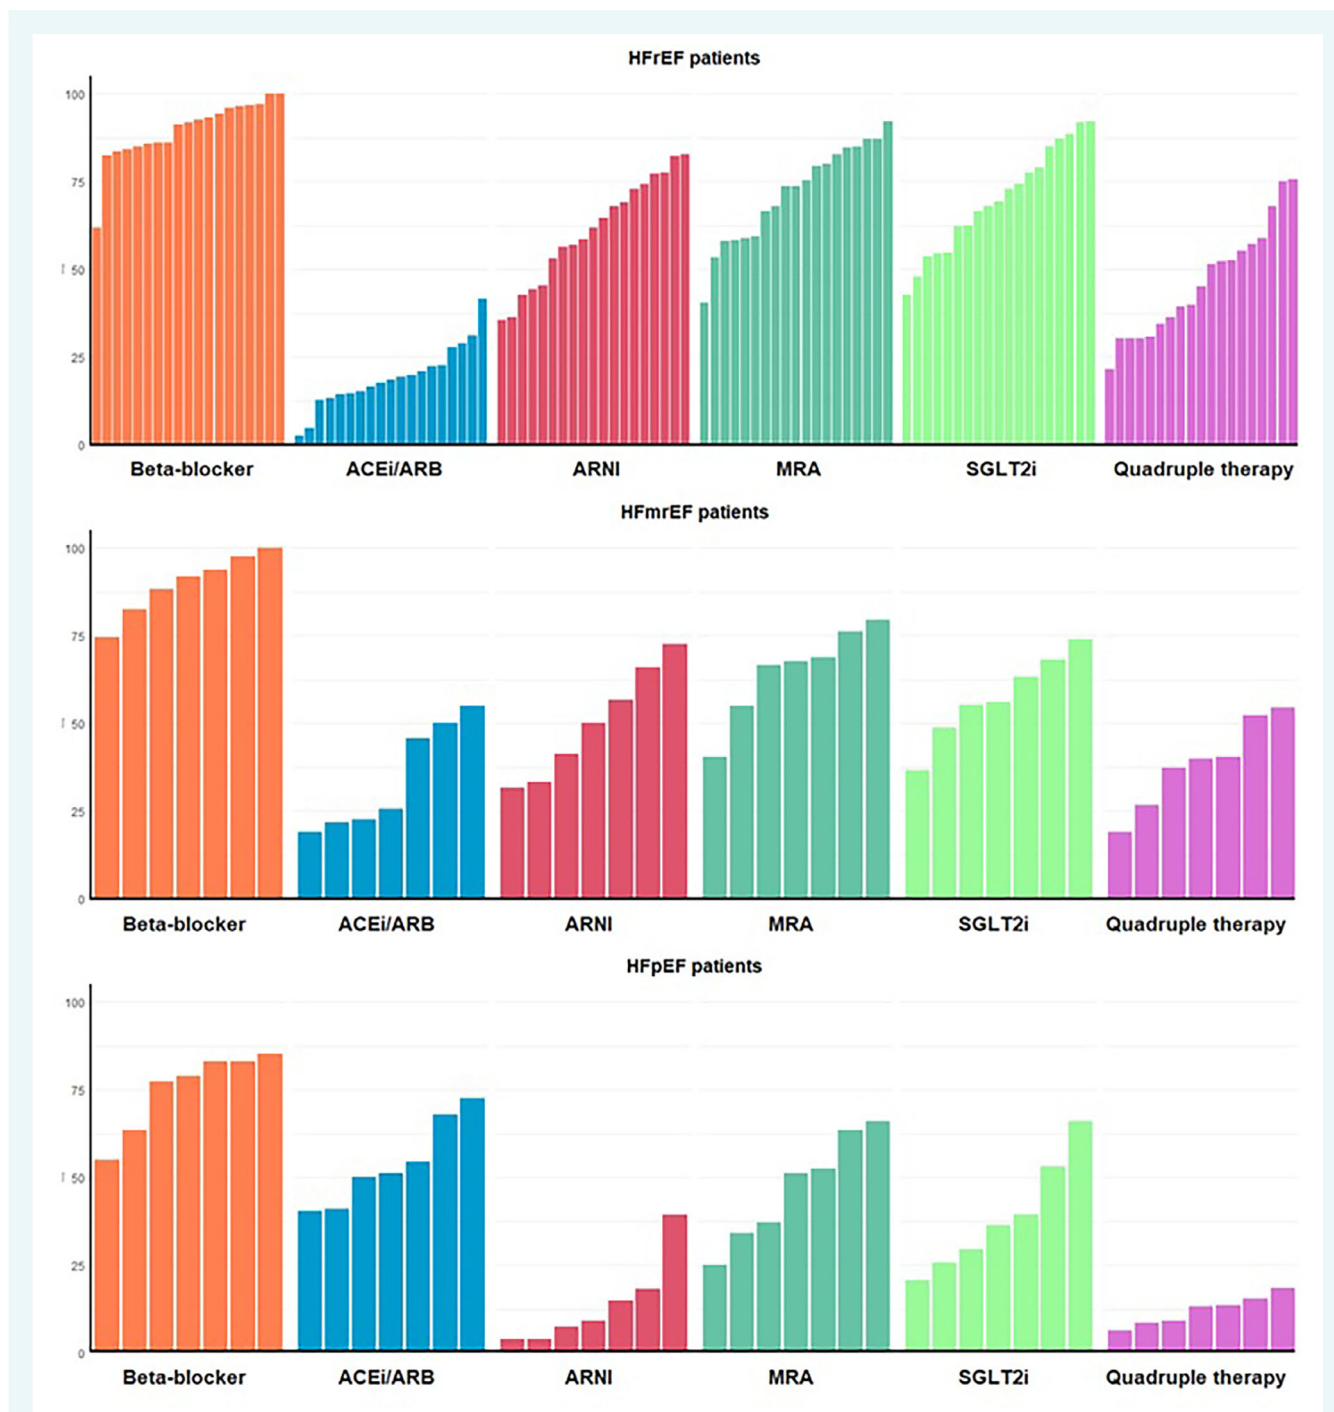 HFrEF patients
100
75
50
25
0
Beta-blocker ACEi/ARB ARNI MRA SGLT2i Quadruple therapy
HFmrEF patients
100
75
50
25
0
Beta-blocker ACEi/ARB ARNI MRA SGLT2i Quadruple therapy
HFpEF patients
100
75
50
25
0
Beta-blocker ACEi/ARB ARNI MRA SGLT2i Quadruple therapy